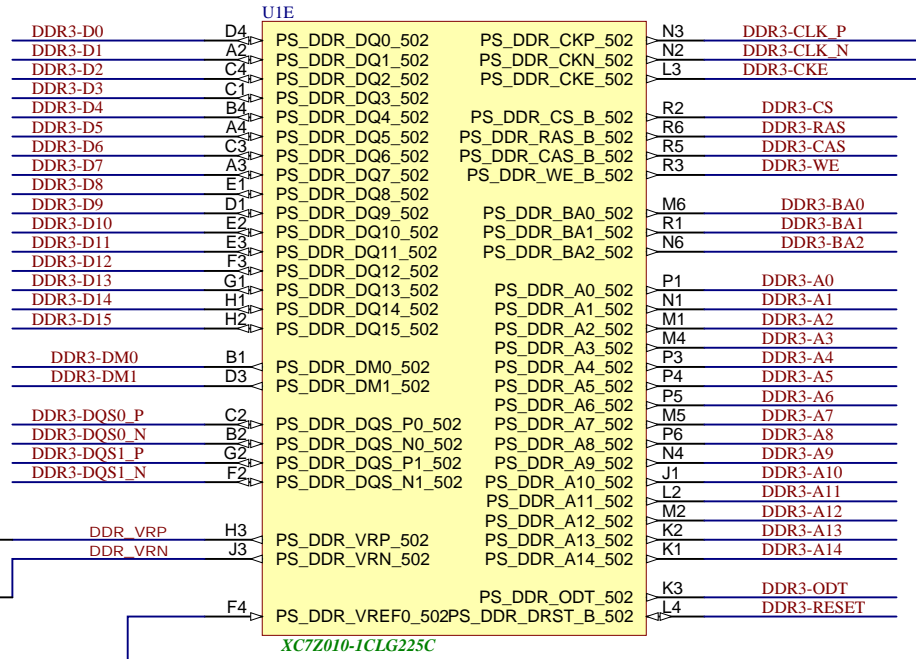 U1E
DDR3-D0 D4 PS_DDR_DQ0_502 PS_DDR_CKP_502 N3 DDR3-CLK_P
DDR3-D1 A2 PS_DDR_DQ1_502 PS_DDR_CKN_502 N2 DDR3-CLK_N
DDR3-D2 C4 PS_DDR_DQ2_502 PS_DDR_CKE_502 L3 DDR3-CKE
DDR3-D3 C1 PS_DDR_DQ3_502
DDR3-D4 B4 PS_DDR_DQ4_502 PS_DDR_CS_B_502 R2 DDR3-CS
DDR3-D5 A4 PS_DDR_DQ5_502 PS_DDR_RAS_B_502 R6 DDR3-RAS
DDR3-D6 C3 PS_DDR_DQ6_502 PS_DDR_CAS_B_502 R5 DDR3-CAS
DDR3-D7 A3 PS_DDR_DQ7_502 PS_DDR_WE_B_502 R3 DDR3-WE
DDR3-D8 E1 PS_DDR_DQ8_502
DDR3-D9 D1 PS_DDR_DQ9_502 PS_DDR_BA0_502 M6 DDR3-BA0
DDR3-D10 E2 PS_DDR_DQ10_502 PS_DDR_BA1_502 R1 DDR3-BA1
DDR3-D11 E3 PS_DDR_DQ11_502 PS_DDR_BA2_502 N6 DDR3-BA2
DDR3-D12 F3 PS_DDR_DQ12_502
DDR3-D13 G1 PS_DDR_DQ13_502 PS_DDR_A0_502 P1 DDR3-A0
DDR3-D14 H1 PS_DDR_DQ14_502 PS_DDR_A1_502 N1 DDR3-A1
DDR3-D15 H2 PS_DDR_DQ15_502 PS_DDR_A2_502 M1 DDR3-A2
PS_DDR_A3_502 M4 DDR3-A3
DDR3-DM0 B1 PS_DDR_DM0_502 PS_DDR_A4_502 P3 DDR3-A4
DDR3-DM1 D3 PS_DDR_DM1_502 PS_DDR_A5_502 P4 DDR3-A5
PS_DDR_A6_502 P5 DDR3-A6
DDR3-DQS0_P C2 PS_DDR_DQS_P0_502 PS_DDR_A7_502 M5 DDR3-A7
DDR3-DQS0_N B2 PS_DDR_DQS_N0_502 PS_DDR_A8_502 P6 DDR3-A8
DDR3-DQS1_P G2 PS_DDR_DQS_P1_502 PS_DDR_A9_502 N4 DDR3-A9
DDR3-DQS1_N F2 PS_DDR_DQS_N1_502 PS_DDR_A10_502 J1 DDR3-A10
PS_DDR_A11_502 L2 DDR3-A11
PS_DDR_A12_502 M2 DDR3-A12
DDR_VRP H3 PS_DDR_VRP_502 PS_DDR_A13_502 K2 DDR3-A13
DDR_VRN J3 PS_DDR_VRN_502 PS_DDR_A14_502 K1 DDR3-A14
PS_DDR_ODT_502 K3 DDR3-ODT
F4 PS_DDR_VREF0_502 PS_DDR_DRST_B_502 L4 DDR3-RESET
XC7Z010-1CLG225C